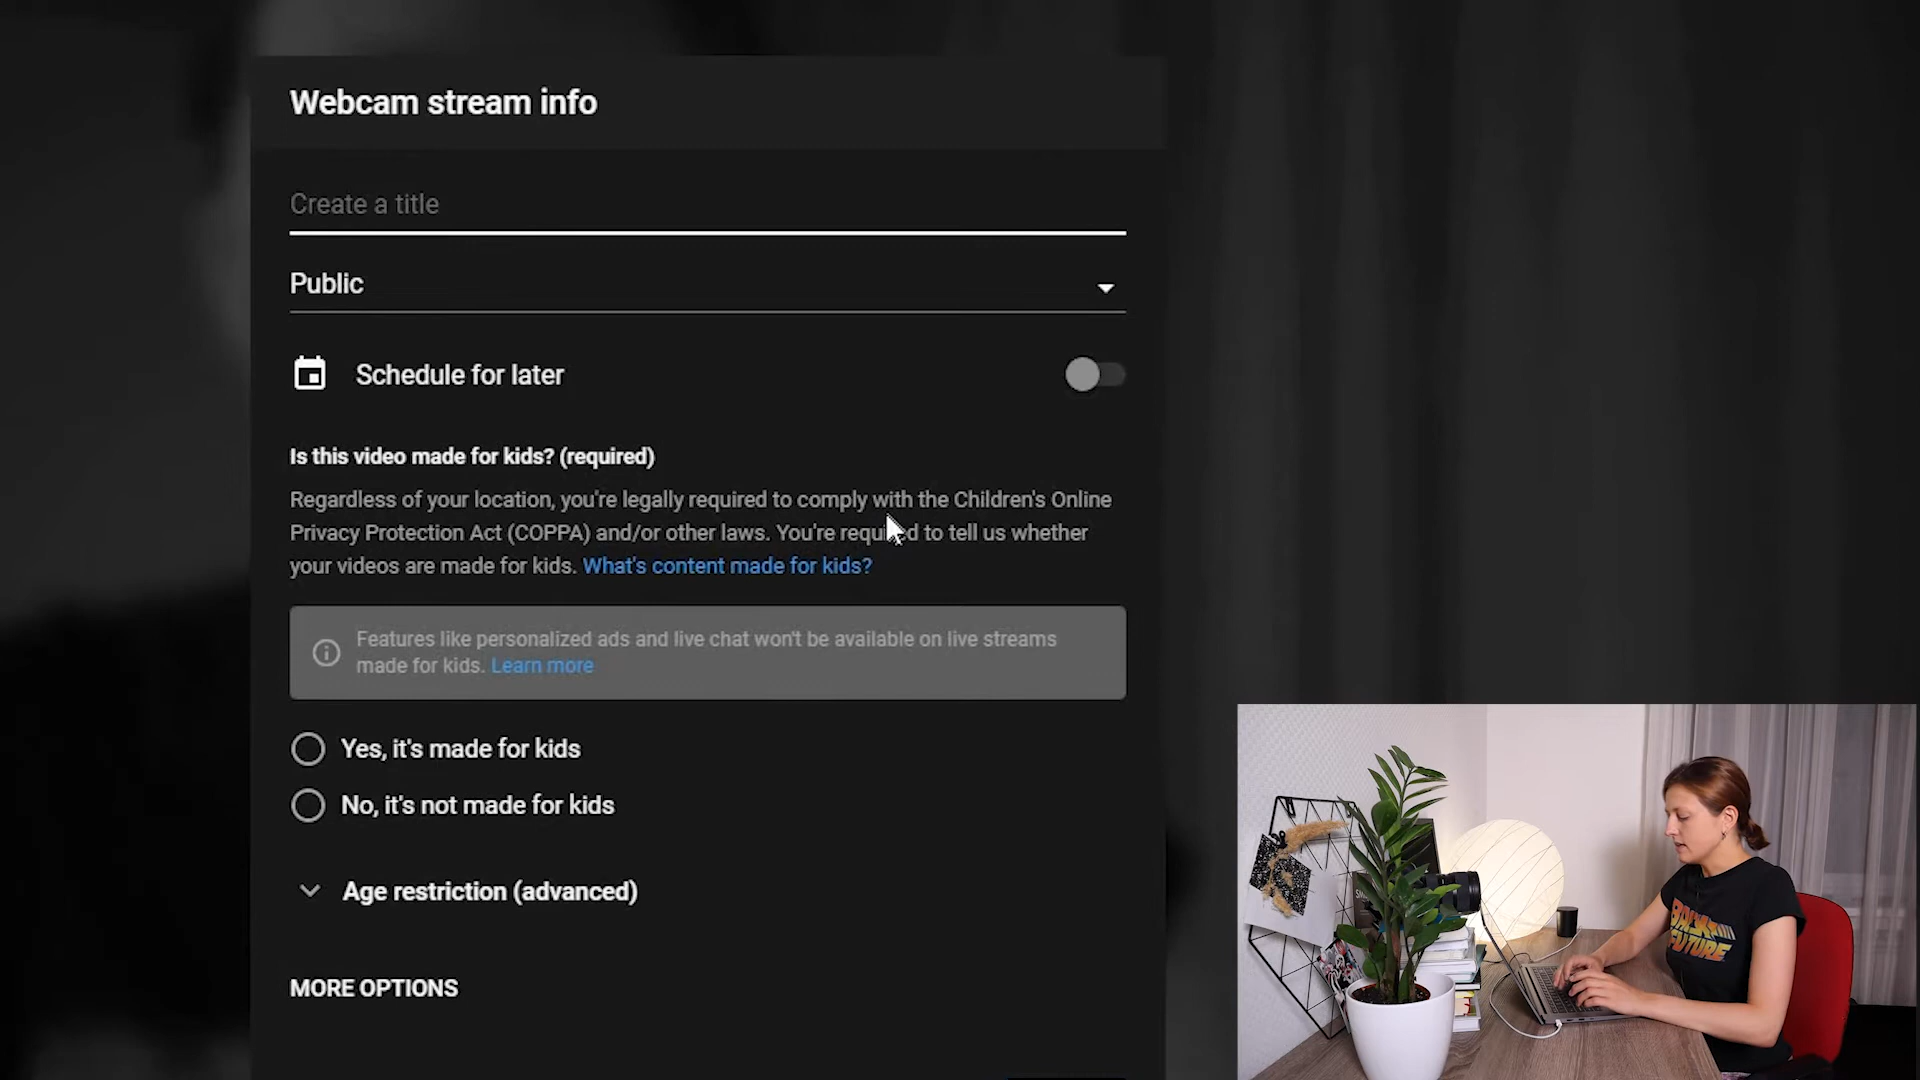 Webcam stream info
Create a title
Public
Schedule for later
Is this video made for kids? (required)
Regardless of your location, you're legally required to comply with the Children's Online
Privacy Protection Act (COPPA) and/or other laws. You're required to tell us whether
your videos are made for kids. What's content made for kids?
Features like personalized ads and live chat won't be available on live streams
made for kids. Learn more
Yes, it's made for kids
No, it's not made for kids
Age restriction (advanced)
MORE OPTIONS
BACK
FUTURE